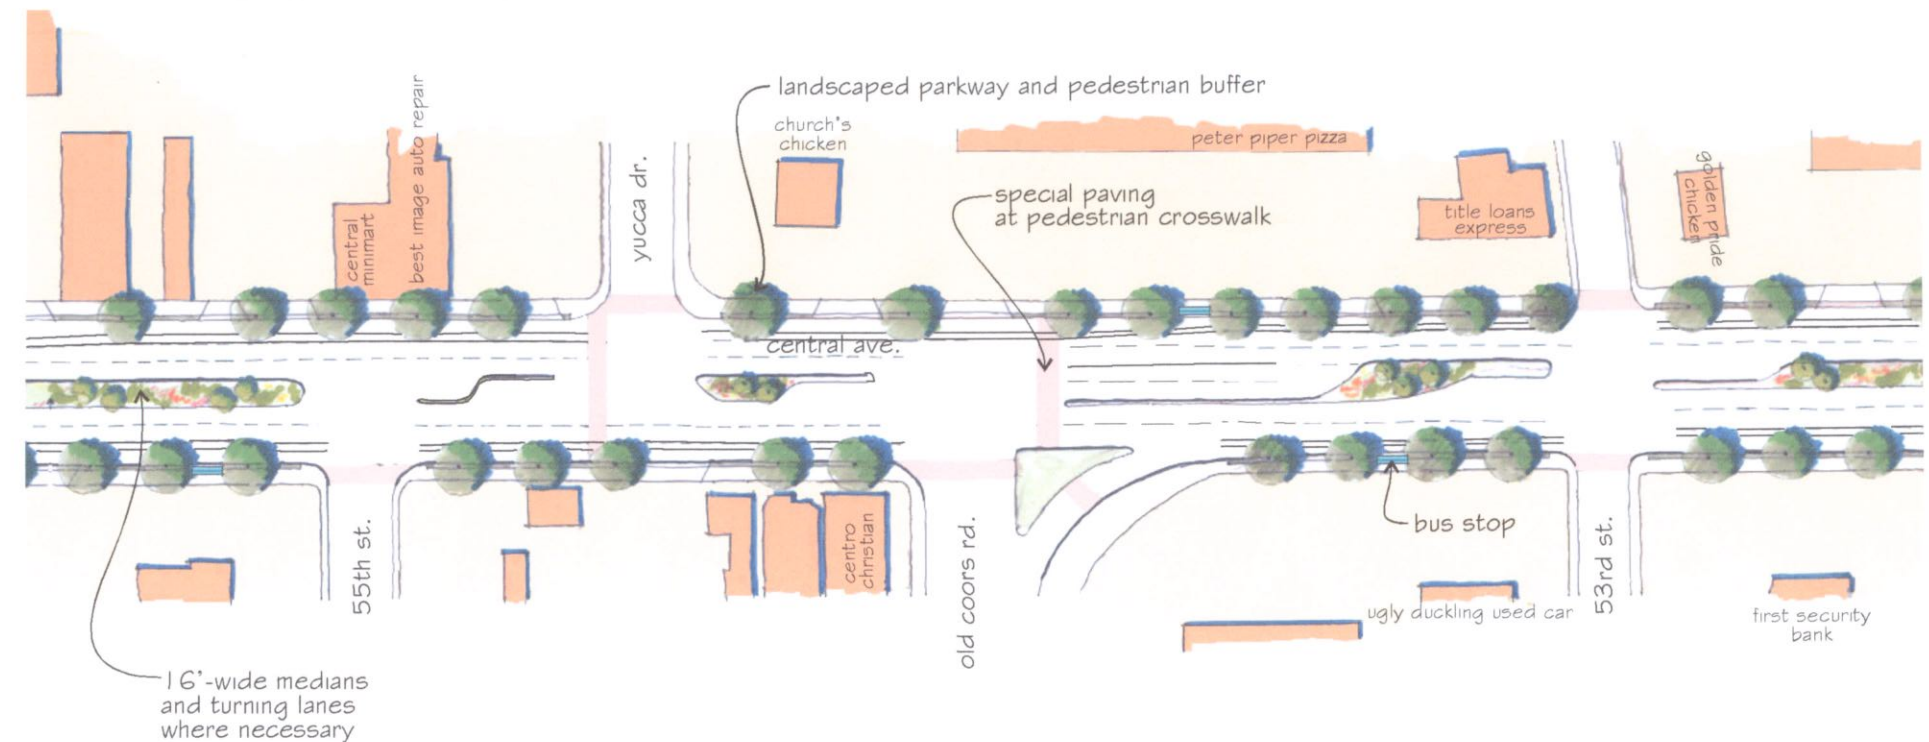 landscaped parkway and pedestrian buffer
church's
chicken
peter piper pizza
best image auto repair
central
minimart
yucca dr.
special paving
at pedestrian crosswalk
title loans
express
golden pride
chicken
central ave.
55th st.
centro
christian
old coors rd.
bus stop
53rd st.
ugly duckling used car
first security
bank
16'-wide medians
and turning lanes
where necessary